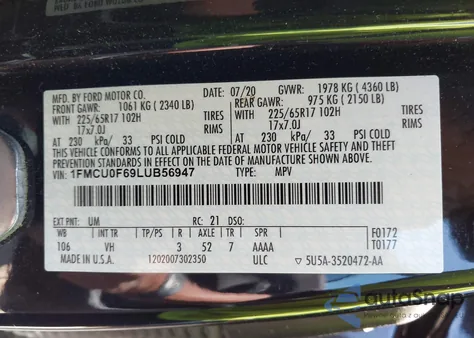 MFD. BY FORD MOTOR CO.
07/20 GVWR: 1978 KG ( 4360 LB)
FRONT GAWR: 1061 KG ( 2340 LB) REAR GAWR: 975 KG ( 2150 LB)
225/65R17 102H TIRES 225/65R17 102H TIRES
17x7.0J RIMS 17x7.0J RIMS
AT 230 kPa/ 33 PSI COLD AT 230 kPa/ 33 PSI COLD
THIS VEHICLE CONFORMS TO ALL APPLICABLE FEDERAL MOTOR VEHICLE SAFETY, BUMPER, AND THEFT PREVENTION STANDARDS IN EFFECT ON THE DATE OF MANUFACTURE SHOWN ABOVE.
VIN: 1FMCU0F69LUB56947 TYPE: MPV
EXT PNT: UM RC: 21 DSO:
WB INT TR TP/PS R AXLE TR SPR F0172
106 VH 3 52 7 AAAA T0177
MADE IN U.S.A. 1202007302350 ULC ▽ 5U5A-3520472-AA
autoSnap